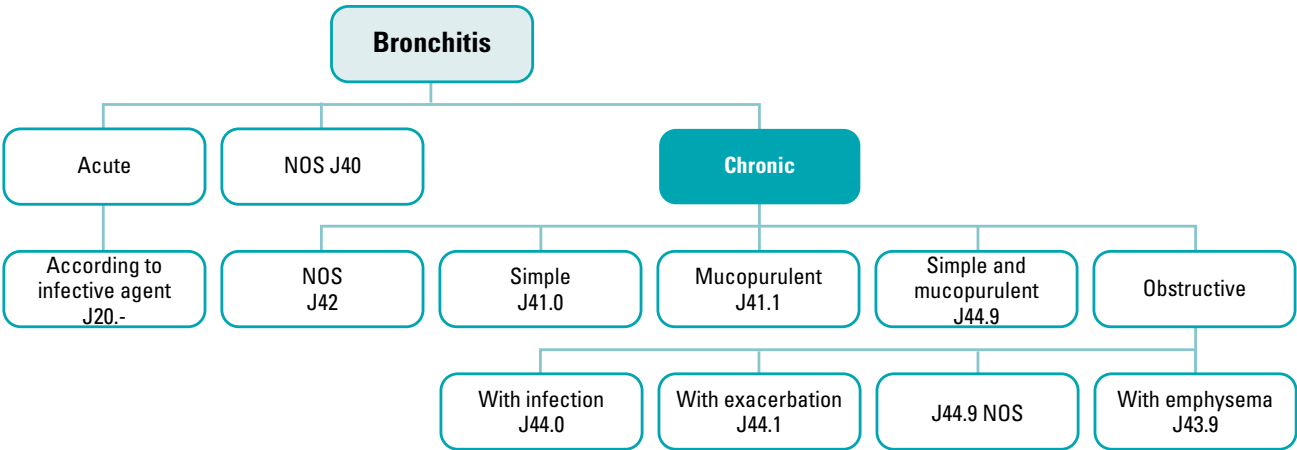 Bronchitis
Acute
NOS J40
Chronic
According to
infective agent
J20.-
NOS
J42
Simple
J41.0
Mucopurulent
J41.1
Simple and
mucopurulent
J44.9
Obstructive
With infection
J44.0
With exacerbation
J44.1
J44.9 NOS
With emphysema
J43.9